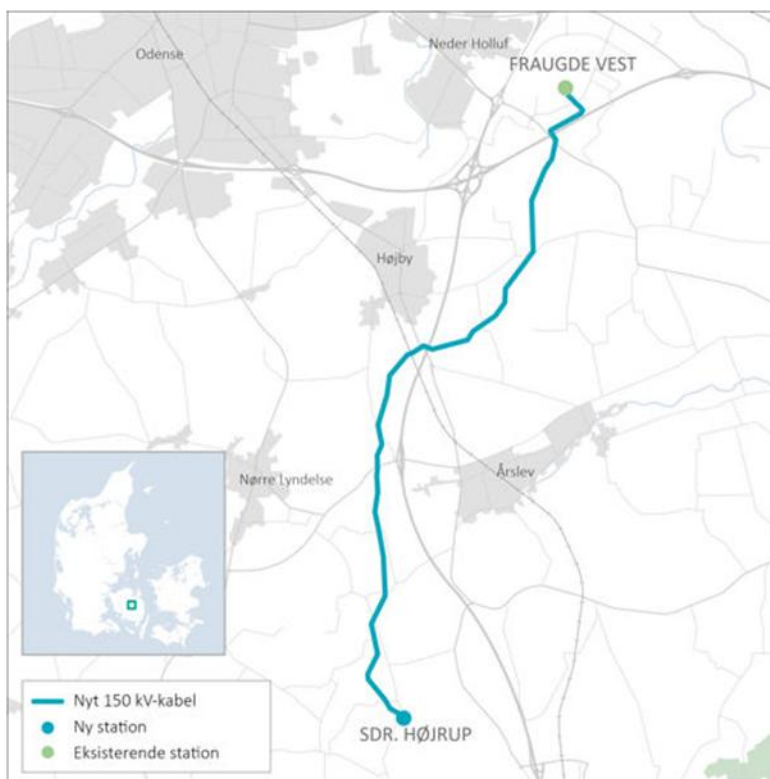 Neder Holluf
Odense
FRAUGDE VEST
Højby
Årslev
Nørre Lyndelse
Nyt 150 kV-kabel
Ny station
SDR. HØJRUP
Eksisterende station